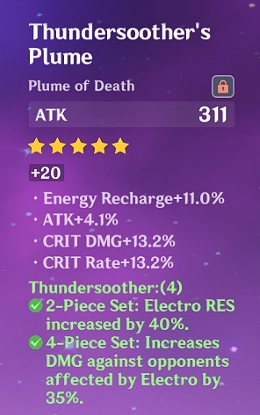 Thundersoother's
Plume
Plume of Death
ATK 311
+20
· Energy Recharge+11.0%
· ATK+4.1%
· CRIT DMG+13.2%
· CRIT Rate+13.2%
Thundersoother:(4)
2-Piece Set: Electro RES
increased by 40%.
4-Piece Set: Increases
DMG against opponents
affected by Electro by
35%.